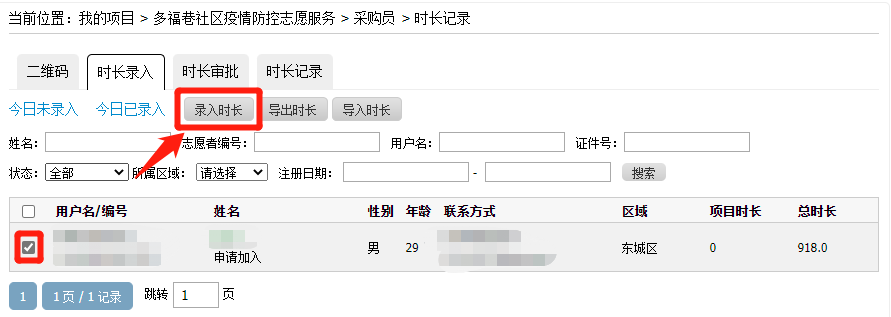 当前位置：我的项目 > 多福巷社区疫情防控志愿服务 > 采购员 > 时长记录
二维码 时长录入 时长审批 时长记录
今日未录入 今日已录入 录入时长 导出时长 导入时长
姓名： 志愿者编号： 用户名： 证件号：
状态： 全部 所属区域： 请选择 注册日期： - 搜索
用户名/编号 姓名 性别 年龄 联系方式 区域 项目时长 总时长
申请加入 男 29 东城区 0 918.0
1 1 页 / 1 记录 跳转 1 页